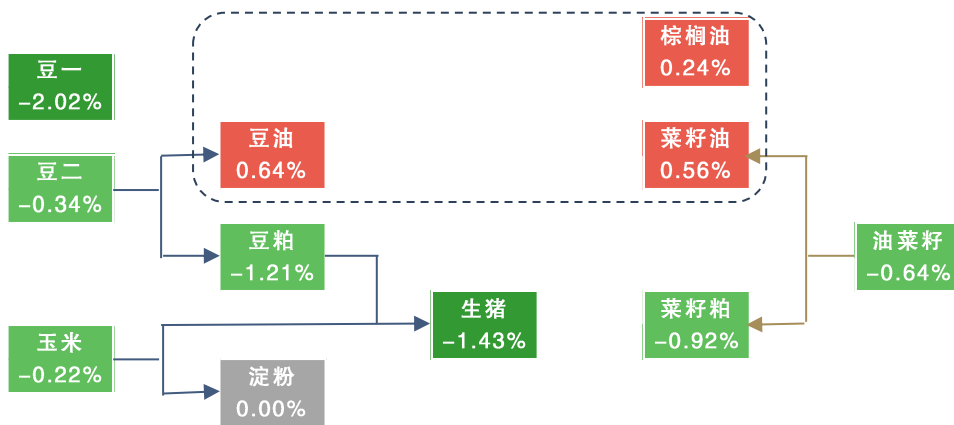 棕榈油
0.24%
豆一
-2.02%
豆油
0.64%
菜籽油
0.56%
豆二
-0.34%
豆粕
-1.21%
油菜籽
-0.64%
生猪
-1.43%
菜籽粕
-0.92%
玉米
-0.22%
淀粉
0.00%